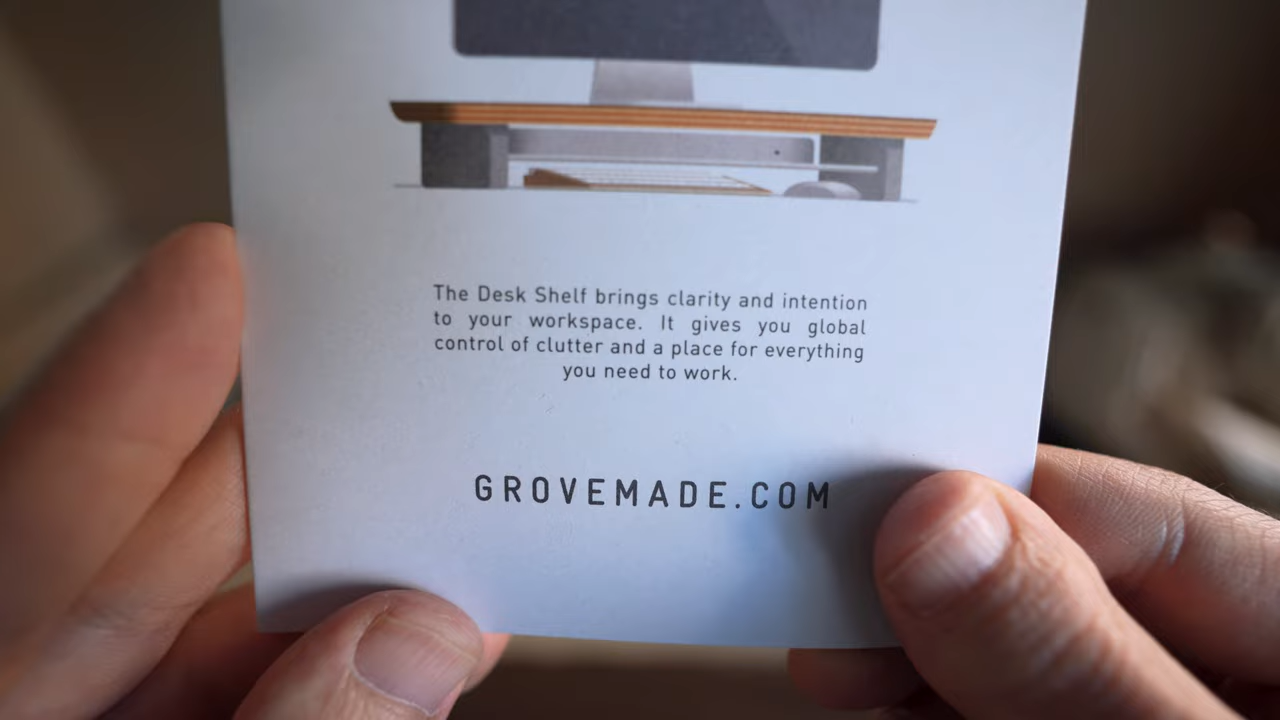 The Desk Shelf brings clarity and intention
to your workspace. It gives you global
control of clutter and a place for everything
you need to work.
GROVEMADE.COM